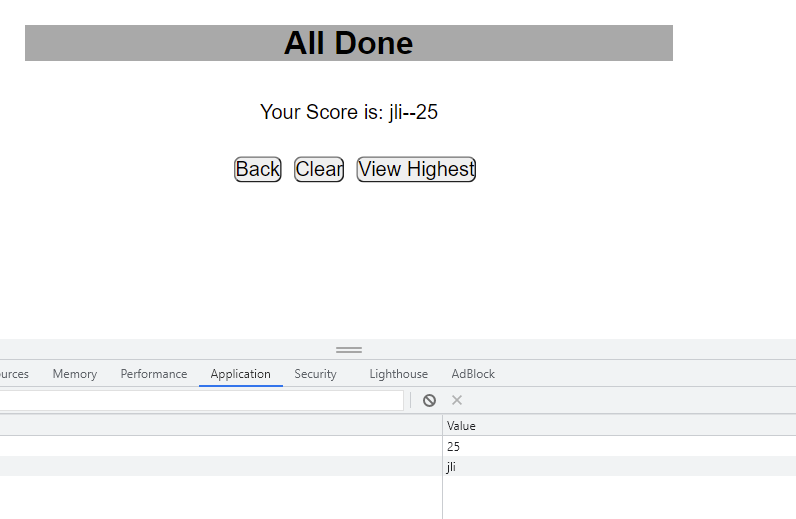 All Done
Your Score is: jli--25
Back Clear View Highest
urces Memory Performance Application Security Lighthouse AdBlock
Value
25
jli